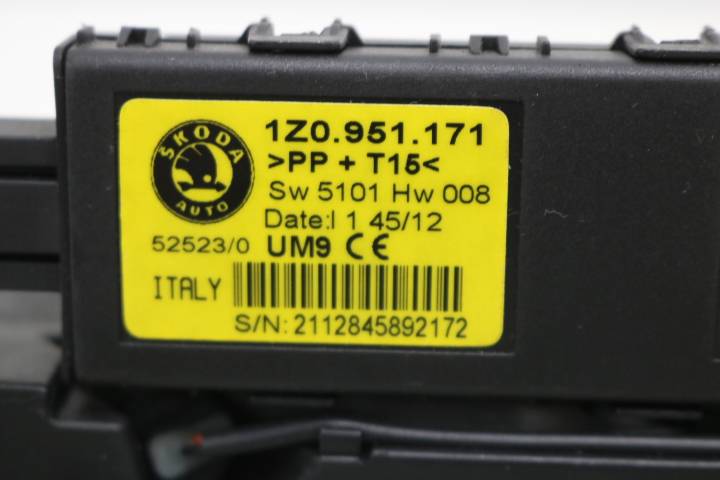 ŠKODA
AUTO
1Z0.951.171
>PP + T15<
Sw 5101 Hw 008
Date:I 1 45/12
52523/0 UM9 CE
ITALY
S/N: 2112845892172